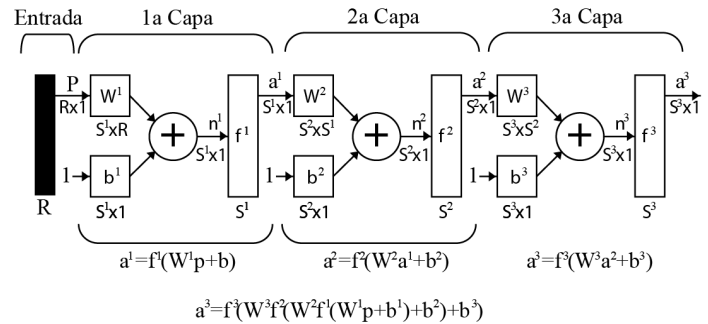 Entrada 1a Capa 2a Capa 3a Capa
P a¹ a² a³
W¹ W² W³
Rx1 S¹x1 S²x1 S³x1
S¹xR S²xS¹ S³xS²
+ n¹ f¹ + n² f² + n³ f³
S¹x1 S²x1 S³x1
1 b¹ 1 b² 1 b³
R S¹x1 S¹ S²x1 S² S³x1 S³
a¹=f¹(W¹p+b) a²=f²(W²a¹+b²) a³=f³(W³a²+b³)
a³=f³(W³f²(W²f¹(W¹p+b¹)+b²)+b³)